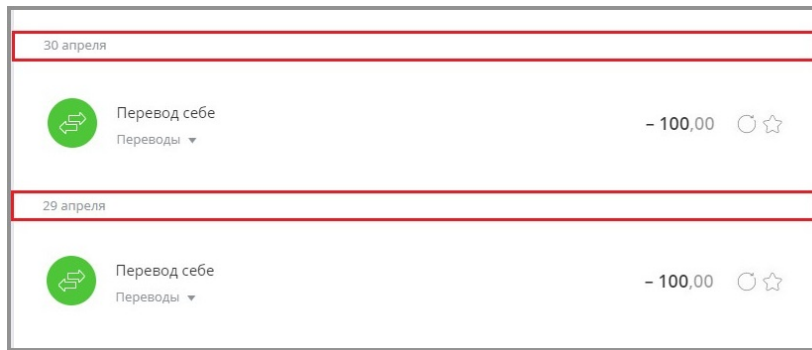 30 апреля
Перевод себе
– 100,00
Переводы
29 апреля
Перевод себе
– 100,00
Переводы